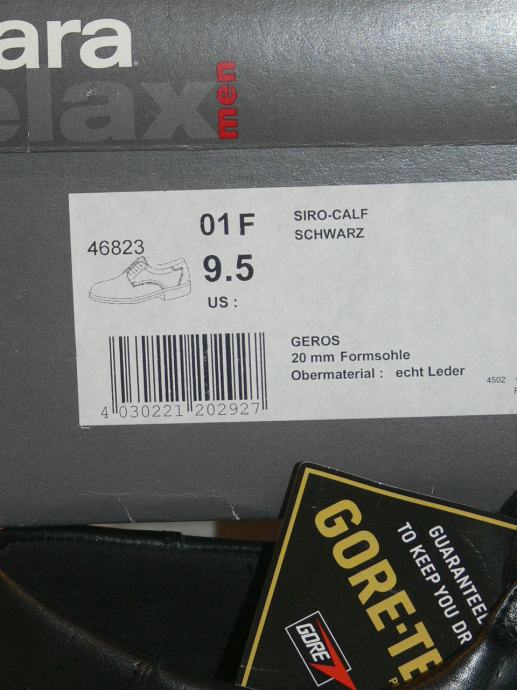 ara
elax men
01 F
46823
9.5
US :
SIRO-CALF
SCHWARZ
GEROS
20 mm Formsohle
Obermaterial : echt Leder
4502
4 030221 202927
GUARANTEE
TO KEEP YOU DR
GORE-TE
GORE